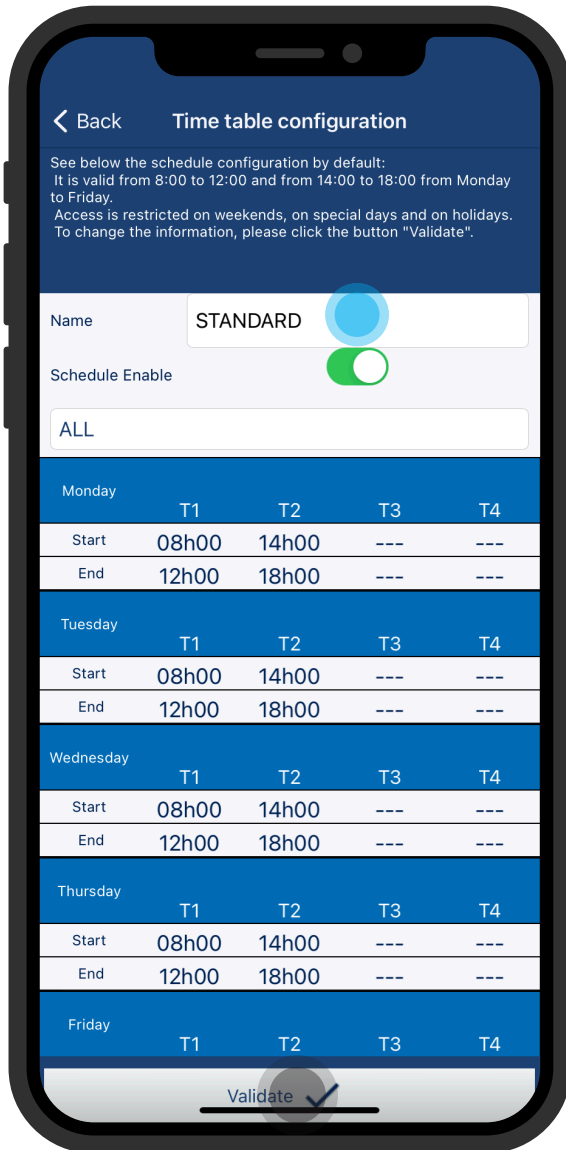 Back Time table configuration
See below the schedule configuration by default:
It is valid from 8:00 to 12:00 and from 14:00 to 18:00 from Monday
to Friday.
Access is restricted on weekends, on special days and on holidays.
To change the information, please click the button "Validate".
Name STANDARD
Schedule Enable
ALL
Monday
T1 T2 T3 T4
Start 08h00 14h00 --- ---
End 12h00 18h00 --- ---
Tuesday
T1 T2 T3 T4
Start 08h00 14h00 --- ---
End 12h00 18h00 --- ---
Wednesday
T1 T2 T3 T4
Start 08h00 14h00 --- ---
End 12h00 18h00 --- ---
Thursday
T1 T2 T3 T4
Start 08h00 14h00 --- ---
End 12h00 18h00 --- ---
Friday
T1 T2 T3 T4
Validate